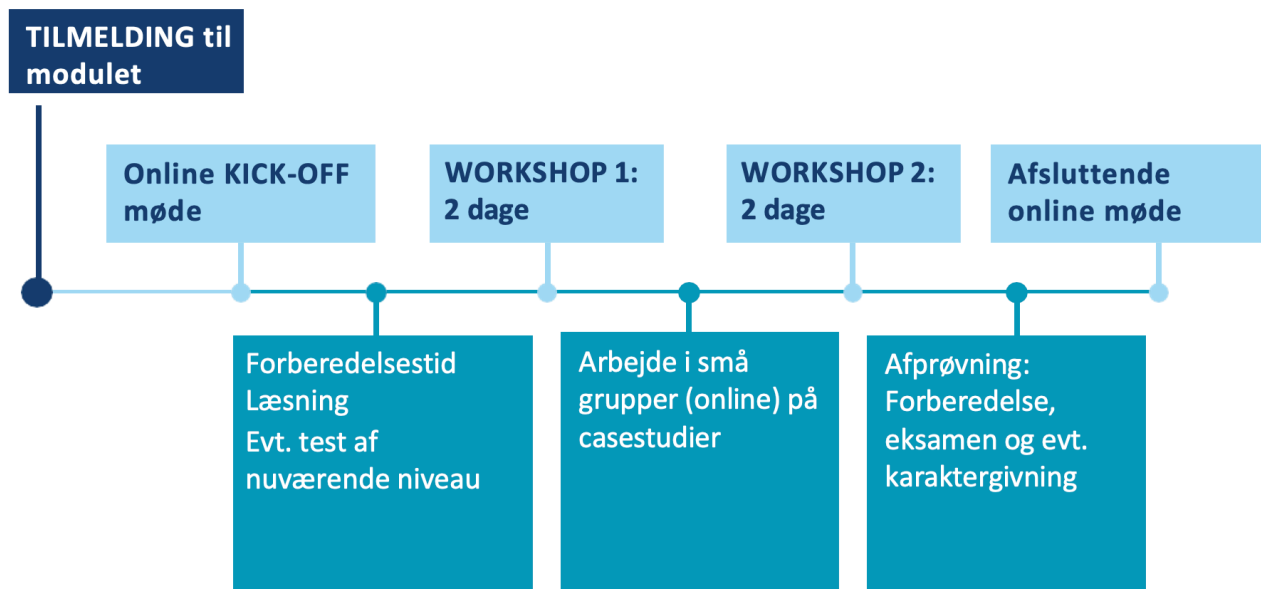 TILMELDING til
modulet
Online KICK-OFF
møde
WORKSHOP 1:
2 dage
WORKSHOP 2:
2 dage
Afsluttende
online møde
Forberedelsestid
Læsning
Evt. test af
nuværende niveau
Arbejde i små
grupper (online) på
casestudier
Afprøvning:
Forberedelse,
eksamen og evt.
karaktergivning